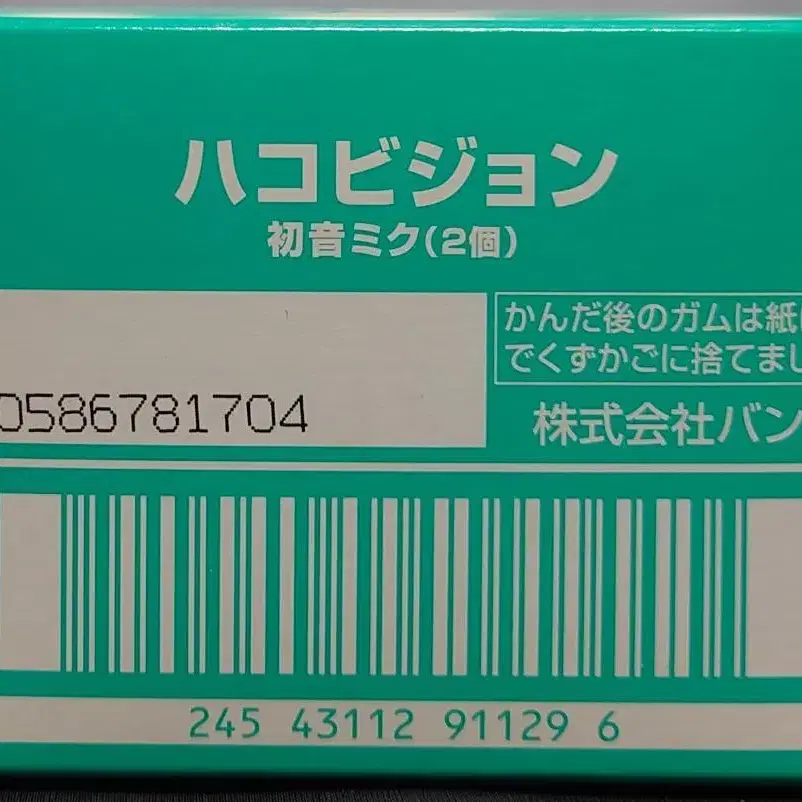 ハコビジョン
初音ミク(2個)
かんだ後のガムは紙に
でくずかごに捨てまし
0586781704
株式会社バン
245 43112 91129 6